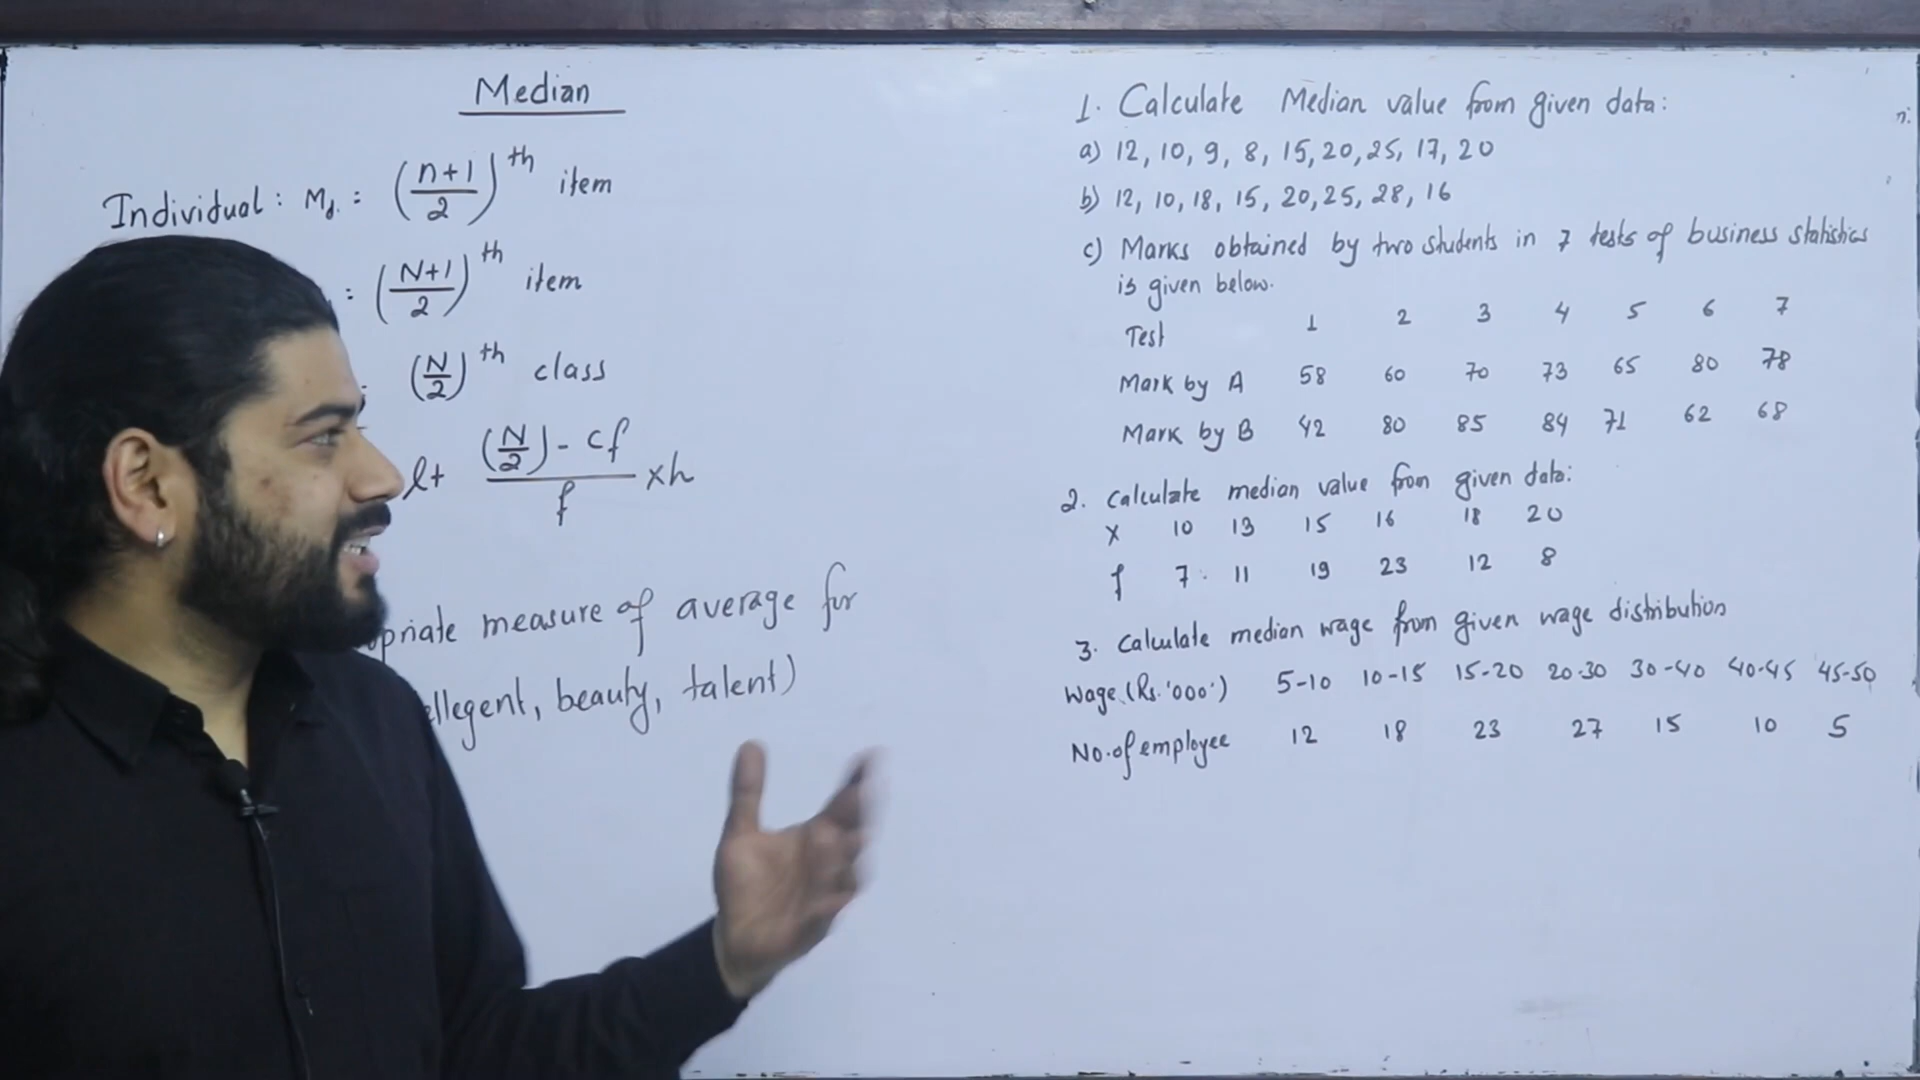 Median
Individual: Md. = (n+1/2)th item
= (N+1/2)th item
(N/2)th class
l+ (N/2)-cf/f xh
opriate measure of average for
ellegent, beauty, talent)
1. Calculate Median value from given data:
a) 12, 10, 9, 8, 15, 20, 25, 17, 20
b) 12, 10, 18, 15, 20, 25, 28, 16
c) Marks obtained by two students in 7 tests of business statistics
is given below.
Test 1 2 3 4 5 6 7
Mark by A 58 60 70 73 65 80 78
Mark by B 42 80 85 84 71 62 68
2. Calculate median value from given data:
X 10 13 15 16 18 20
f 7 11 19 23 12 8
3. Calculate median wage from given wage distribution
Wage (Rs. '000') 5-10 10-15 15-20 20-30 30-40 40-45 45-50
No. of employee 12 18 23 27 15 10 5